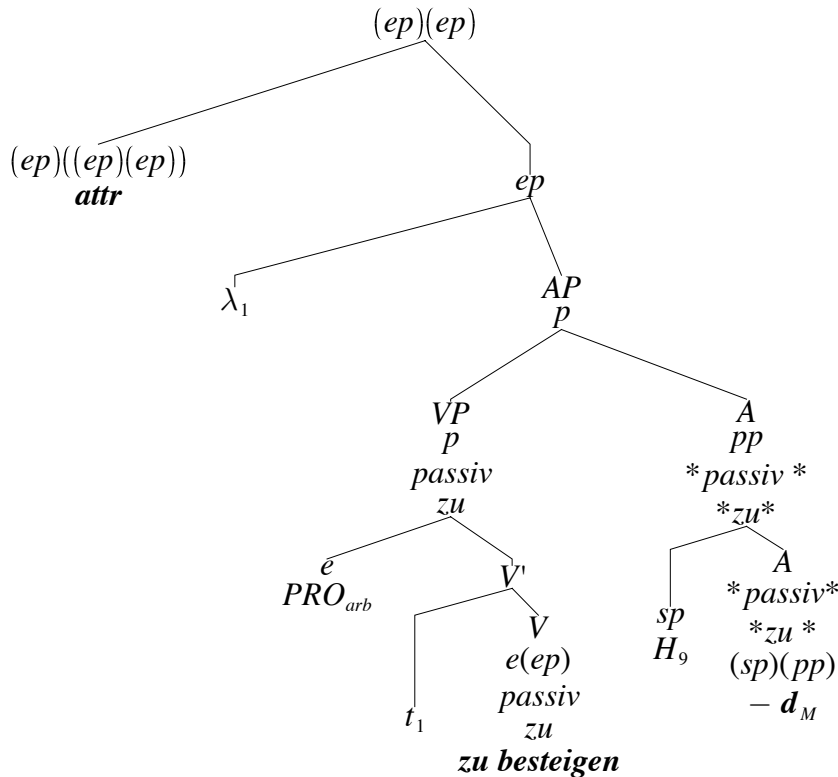 (ep)(ep)
(ep)((ep)(ep))
attr
ep
λ₁
AP
p
VP
p
passiv
zu
A
pp
*passiv *
*zu*
e
PRO_arb
V'
t₁
V
e(ep)
passiv
zu
zu besteigen
sp
H₉
A
*passiv*
*zu *
(sp)(pp)
– d_M